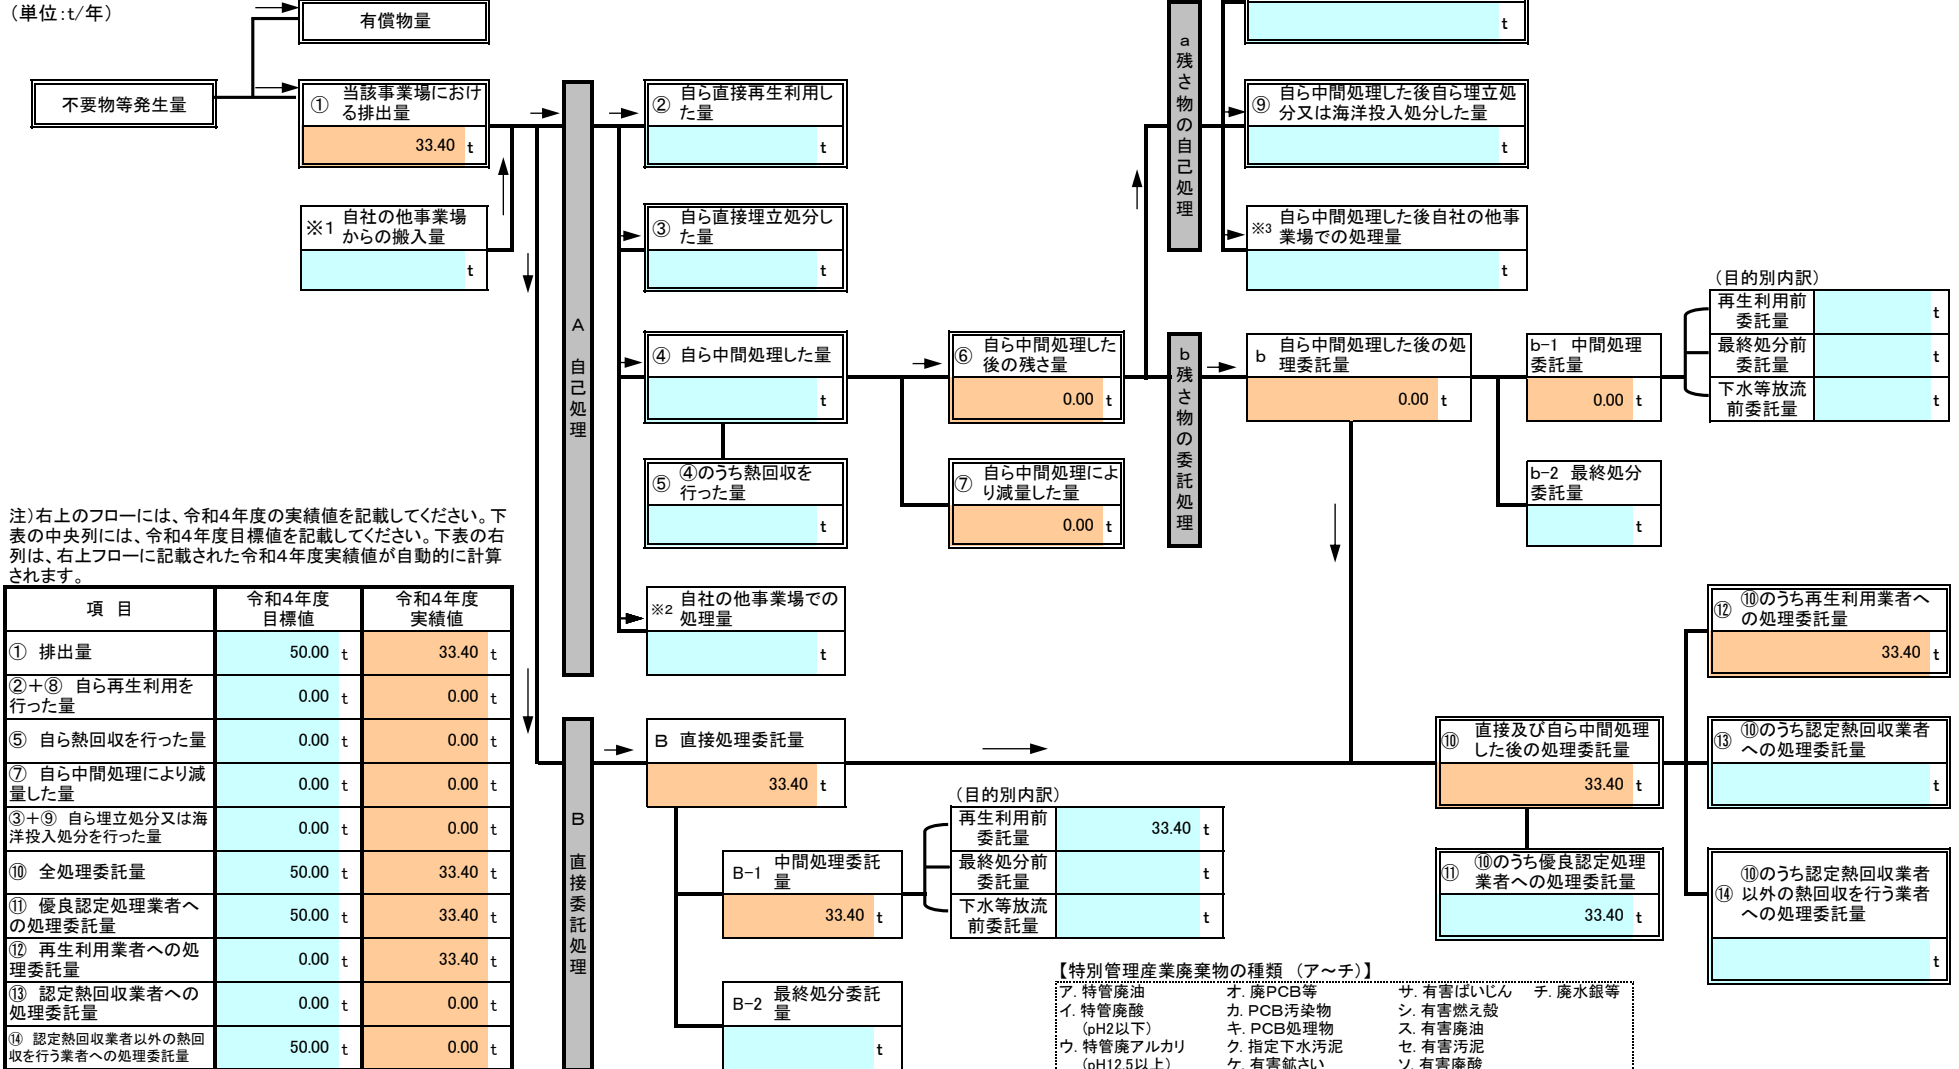 (単位:t/年)
有償物量
不要物等発生量
① 当該事業場におけ
る排出量
33.40 t
※1 自社の他事業場
からの搬入量
t
A
自己処理
② 自ら直接再生利用し
た量
t
③ 自ら直接埋立処分し
た量
t
④ 自ら中間処理した量
t
⑤ ④のうち熱回収を
行った量
t
※2 自社の他事業場での
処理量
t
⑥ 自ら中間処理した
後の残さ量
0.00 t
⑦ 自ら中間処理によ
り減量した量
0.00 t
a
残さ物の自己処理
t
⑨ 自ら中間処理した後自ら埋立処
分又は海洋投入処分した量
t
※3 自ら中間処理した後自社の他事
業場での処理量
t
b
残さ物の委託処理
b 自ら中間処理した後の処
理委託量
0.00 t
b-1 中間処理
委託量
0.00 t
b-2 最終処分
委託量
t
(目的別内訳)
再生利用前
委託量
t
最終処分前
委託量
t
下水等放流
前委託量
t
注)右上のフローには、令和4年度の実績値を記載してください。下
表の中央列には、令和4年度目標値を記載してください。下表の右
列は、右上フローに記載された令和4年度実績値が自動的に計算
されます。
項 目 令和4年度
目標値 令和4年度
実績値
① 排出量 50.00 t 33.40 t
②+⑧ 自ら再生利用を
行った量 0.00 t 0.00 t
⑤ 自ら熱回収を行った量 0.00 t 0.00 t
⑦ 自ら中間処理により減
量した量 0.00 t 0.00 t
③+⑨ 自ら埋立処分又は海
洋投入処分を行った量 0.00 t 0.00 t
⑩ 全処理委託量 50.00 t 33.40 t
⑪ 優良認定処理業者へ
の処理委託量 50.00 t 33.40 t
⑫ 再生利用業者への処
理委託量 0.00 t 33.40 t
⑬ 認定熱回収業者への
処理委託量 0.00 t 0.00 t
⑭ 認定熱回収業者以外の熱回
収を行う業者への処理委託量 50.00 t 0.00 t
B
直接委託処理
B 直接処理委託量
33.40 t
B-1 中間処理委託
量
33.40 t
B-2 最終処分委託
量
t
(目的別内訳)
再生利用前
委託量
33.40 t
最終処分前
委託量
t
下水等放流
前委託量
t
⑩ 直接及び自ら中間処理
した後の処理委託量
33.40 t
⑪ ⑩のうち優良認定処理
業者への処理委託量
33.40 t
⑫ ⑩のうち再生利用業者へ
の処理委託量
33.40 t
⑬ ⑩のうち認定熱回収業者
への処理委託量
t
⑭ ⑩のうち認定熱回収業者
以外の熱回収を行う業者
への処理委託量
t
【特別管理産業廃棄物の種類 (ア~チ)】
ア. 特管廃油 オ. 廃PCB等 サ. 有害ばいじん チ. 廃水銀等
イ. 特管廃酸 カ. PCB汚染物 シ. 有害燃え殻
(pH2以下) キ. PCB処理物 ス. 有害廃油
ウ. 特管廃アルカリ ク. 指定下水汚泥 セ. 有害汚泥
(pH12.5以上) ケ. 有害鉱さい ソ. 有害廃酸